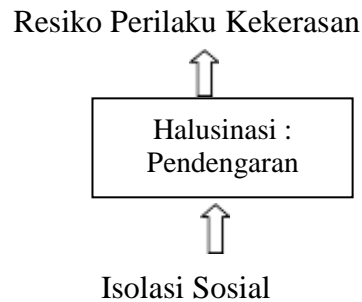 Resiko Perilaku Kekerasan
Halusinasi :
Pendengaran
Isolasi Sosial